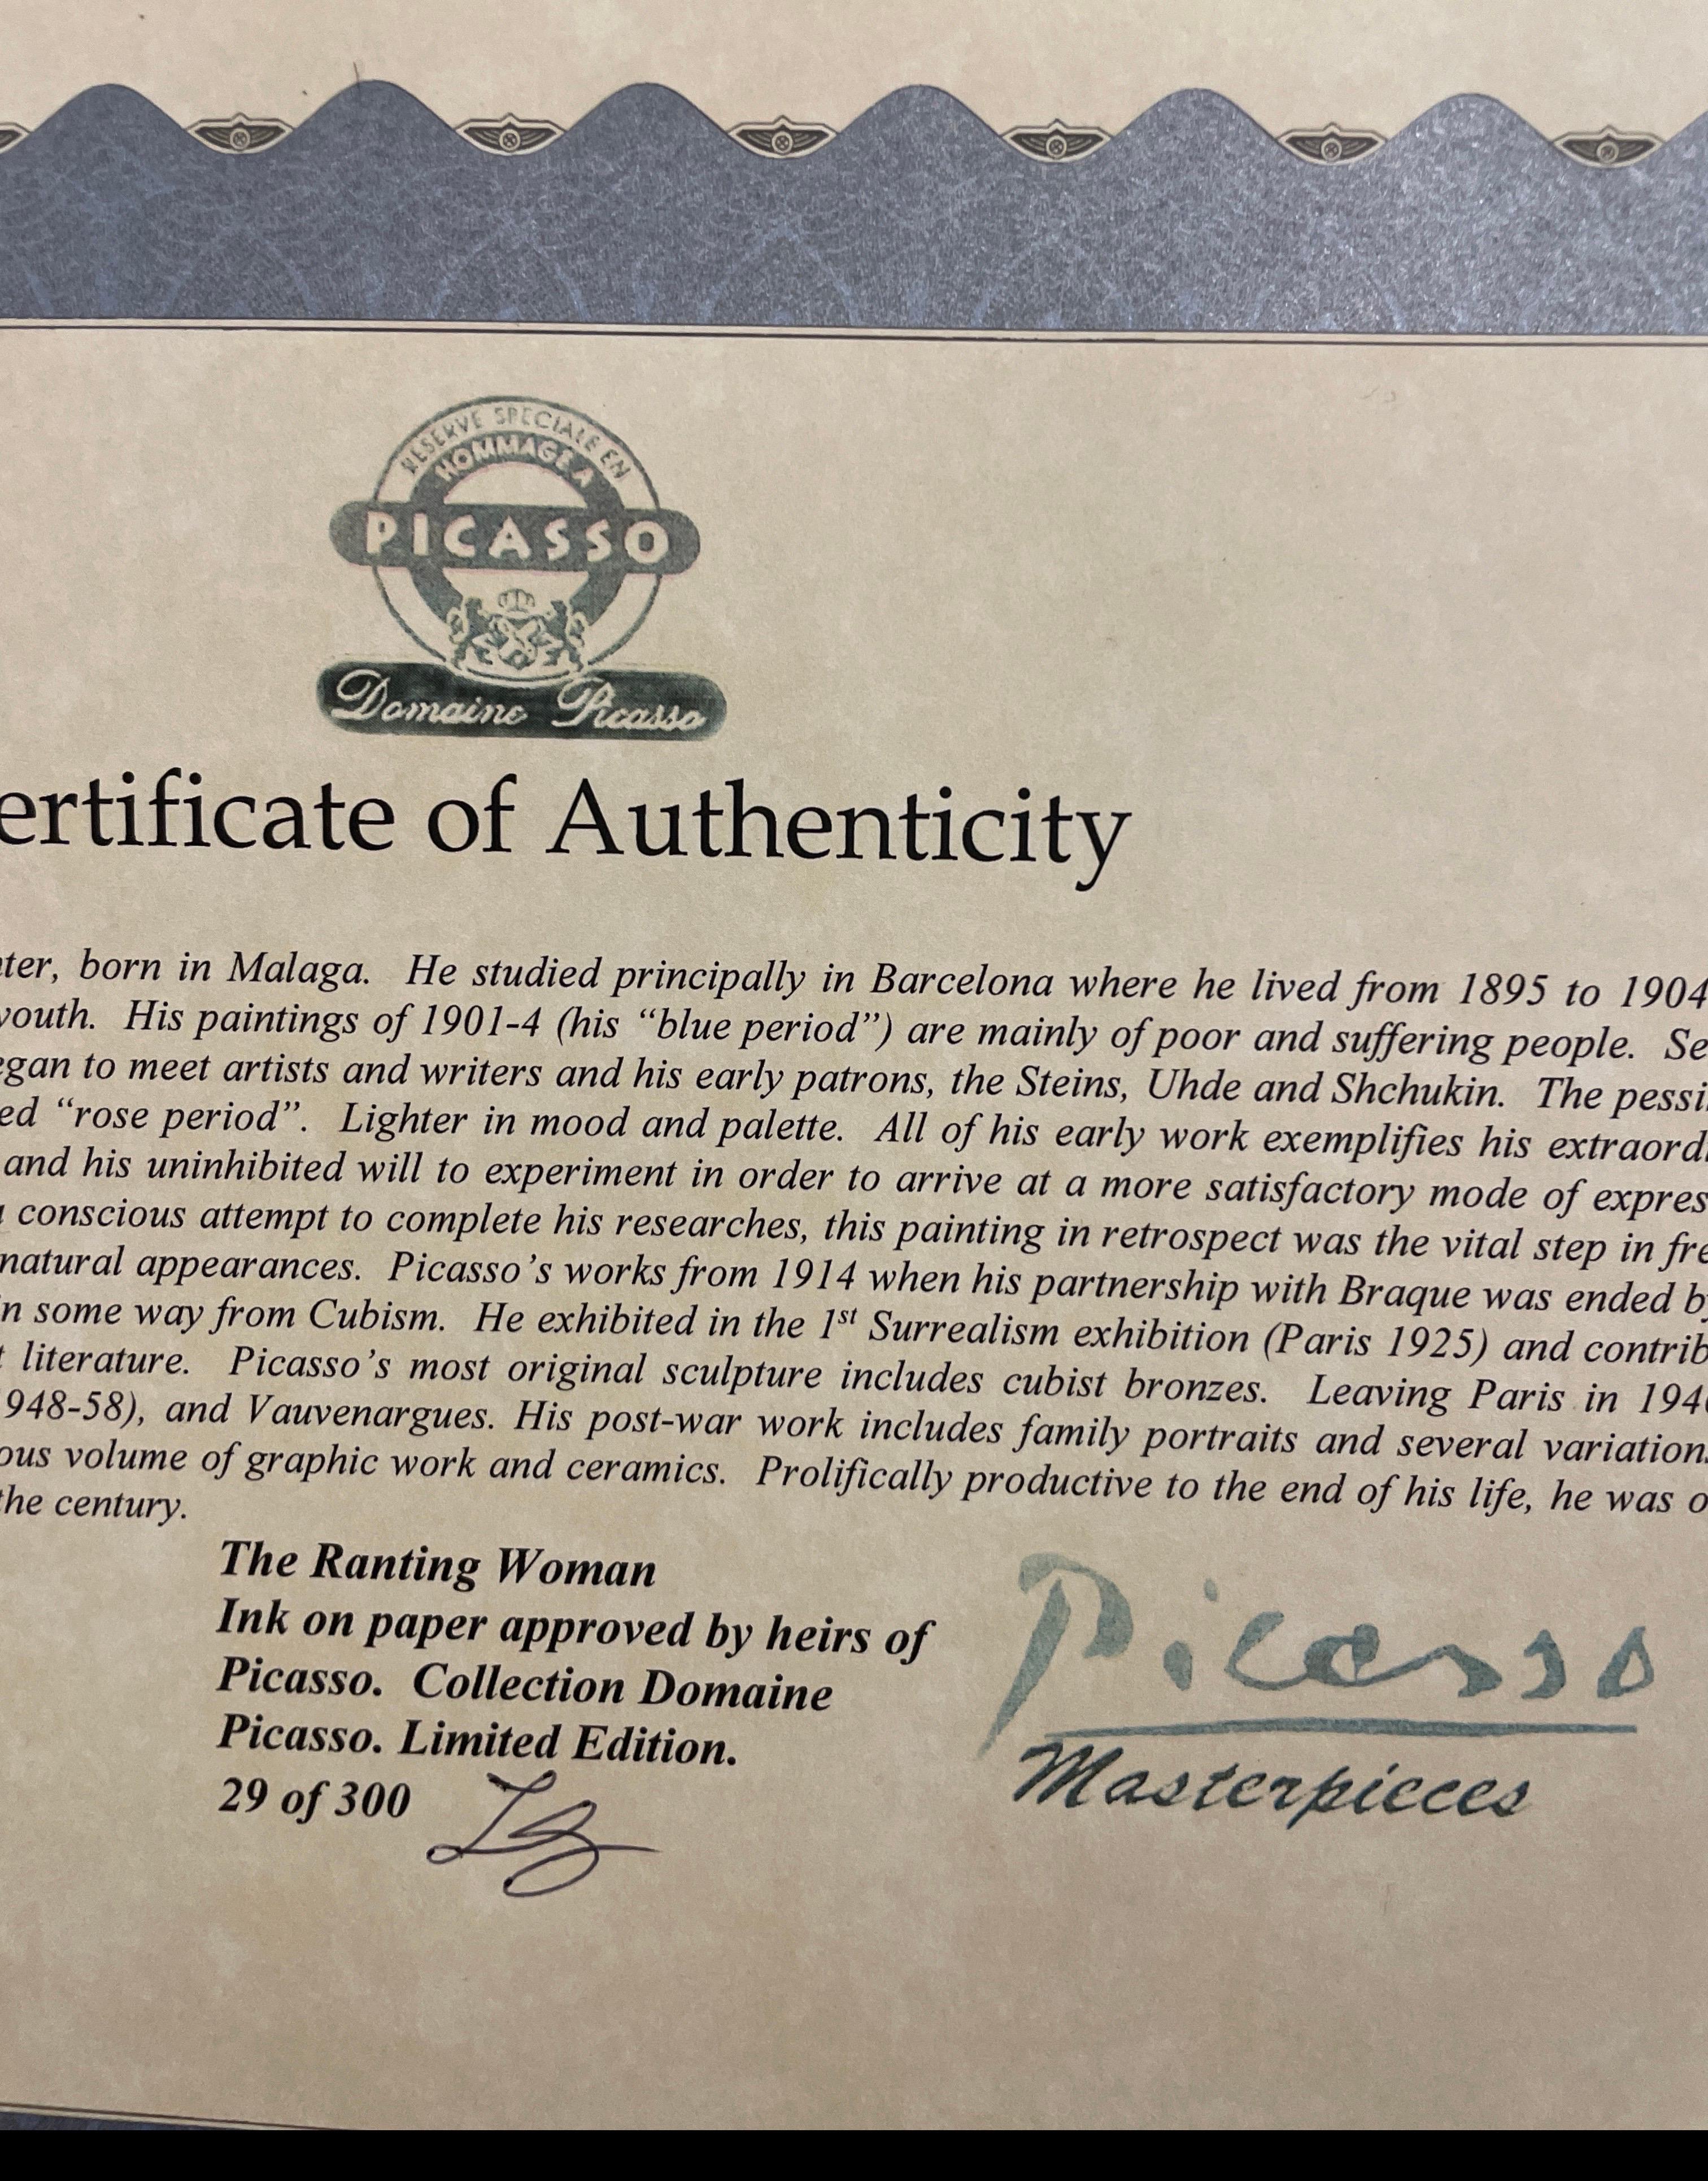 RESERVE SPECIALE EN
HOMMAGE A
PICASSO
Domaine Picasso
ertificate of Authenticity
ter, born in Malaga. He studied principally in Barcelona where he lived from 1895 to 1904
youth. His paintings of 1901-4 (his “blue period”) are mainly of poor and suffering people. Se
egan to meet artists and writers and his early patrons, the Steins, Uhde and Shchukin. The pessi
ed “rose period”. Lighter in mood and palette. All of his early work exemplifies his extraord
and his uninhibited will to experiment in order to arrive at a more satisfactory mode of expres
conscious attempt to complete his researches, this painting in retrospect was the vital step in fre
natural appearances. Picasso’s works from 1914 when his partnership with Braque was ended by
in some way from Cubism. He exhibited in the 1st Surrealism exhibition (Paris 1925) and contrib
t literature. Picasso’s most original sculpture includes cubist bronzes. Leaving Paris in 194
948-58), and Vauvenargues. His post-war work includes family portraits and several variations
ous volume of graphic work and ceramics. Prolifically productive to the end of his life, he was o
the century.
The Ranting Woman
Ink on paper approved by heirs of
Picasso. Collection Domaine
Picasso. Limited Edition.
29 of 300
Picasso
Masterpieces